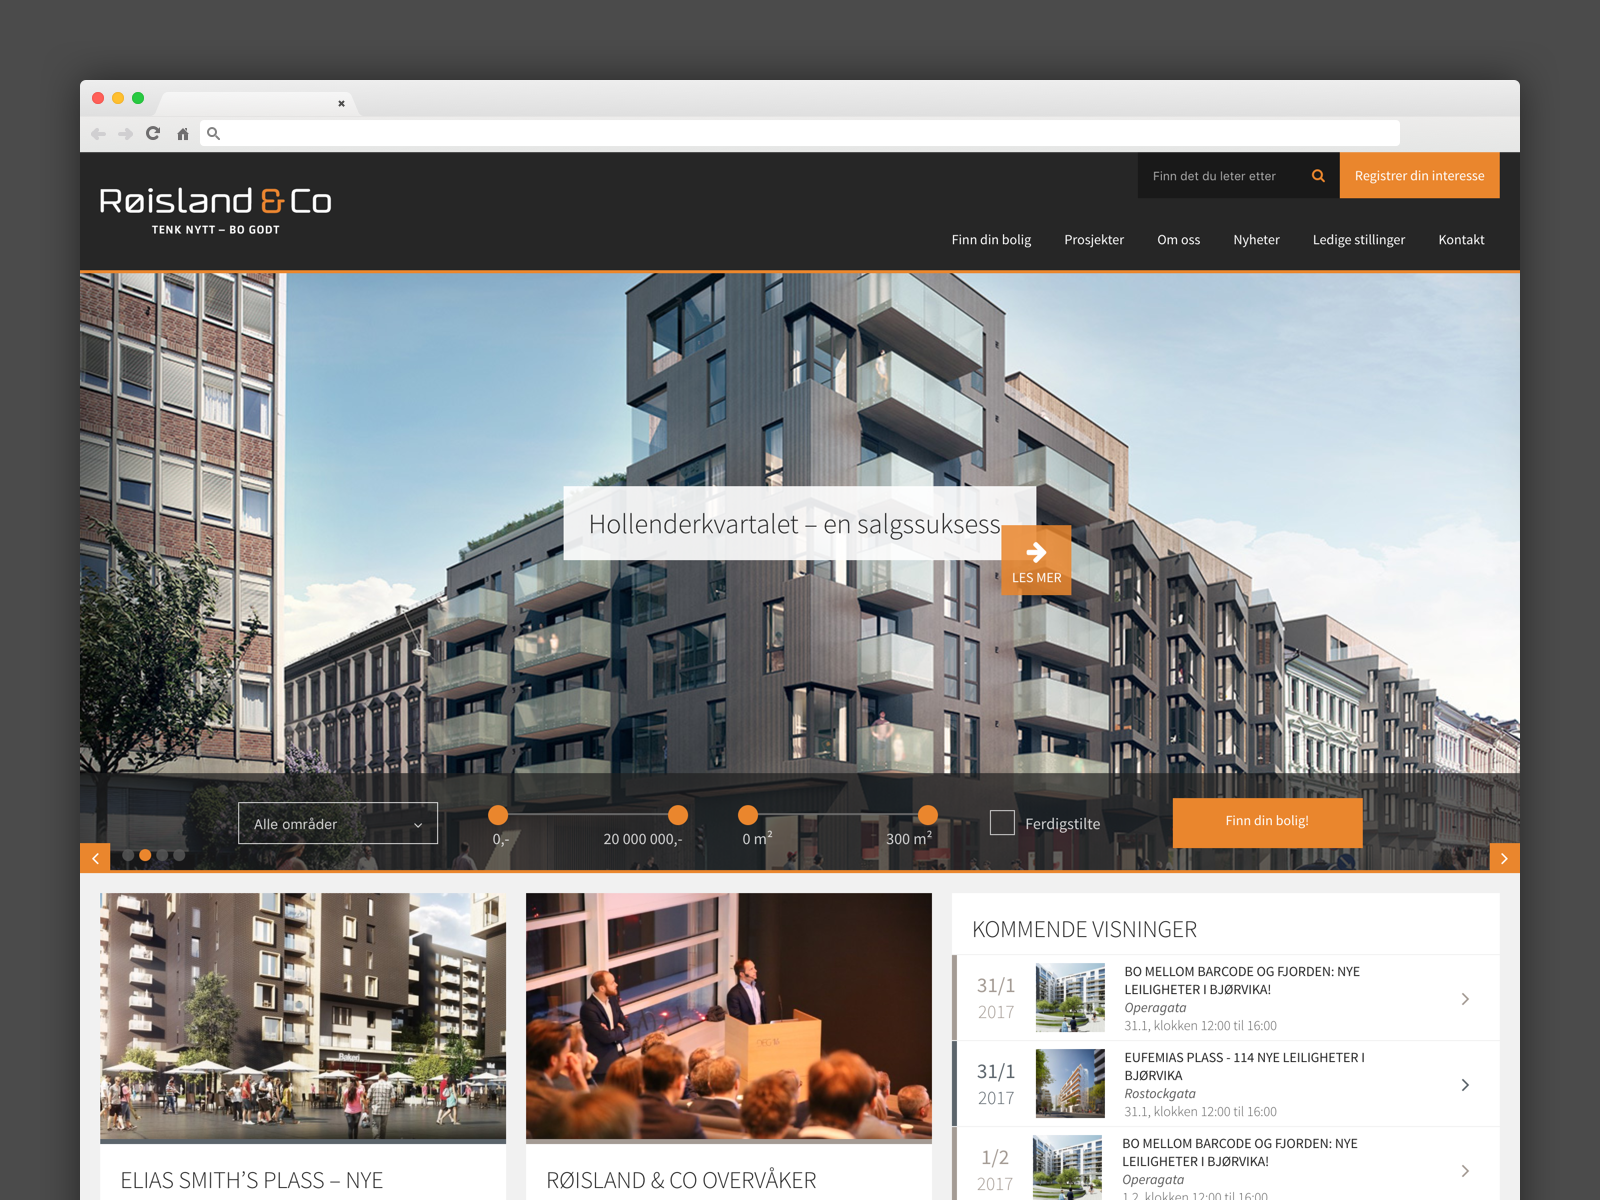 Finn det du leter etter
Registrer din interesse
Røisland & Co
TENK NYTT – BO GODT
Finn din bolig
Prosjekter
Om oss
Nyheter
Ledige stillinger
Kontakt
Hollenderkvartalet – en salgssuksess
LES MER
Alle områder
0,-
20 000 000,-
0 m²
300 m²
Ferdigstilte
Finn din bolig!
Bakeri
ELIAS SMITH'S PLASS – NYE
RØISLAND & CO OVERVÅKER
KOMMENDE VISNINGER
31/1
2017
BO MELLOM BARCODE OG FJORDEN: NYE
LEILIGHETER I BJØRVIKA!
Operagata
31.1, klokken 12:00 til 16:00
31/1
2017
EUFEMIAS PLASS - 114 NYE LEILIGHETER I
BJØRVIKA
Rostockgata
31.1, klokken 12:00 til 16:00
1/2
2017
BO MELLOM BARCODE OG FJORDEN: NYE
LEILIGHETER I BJØRVIKA!
Operagata
1.2, klokken 12:00 til 16:00